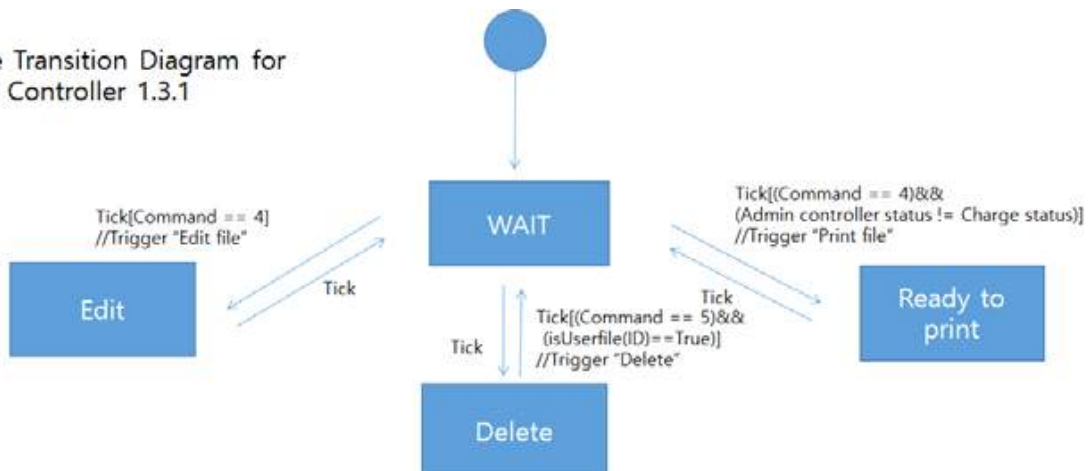 Transition Diagram for
Controller 1.3.1
Tick[Command == 4]
//Trigger "Edit file"
WAIT
Tick[(Command == 4)&&
(Admin controller status != Charge status)]
//Trigger "Print file"
Edit
Tick
Tick
Ready to
print
Tick
Tick[(Command == 5)&&
(isUserfile(ID)==True)]
//Trigger "Delete"
Delete